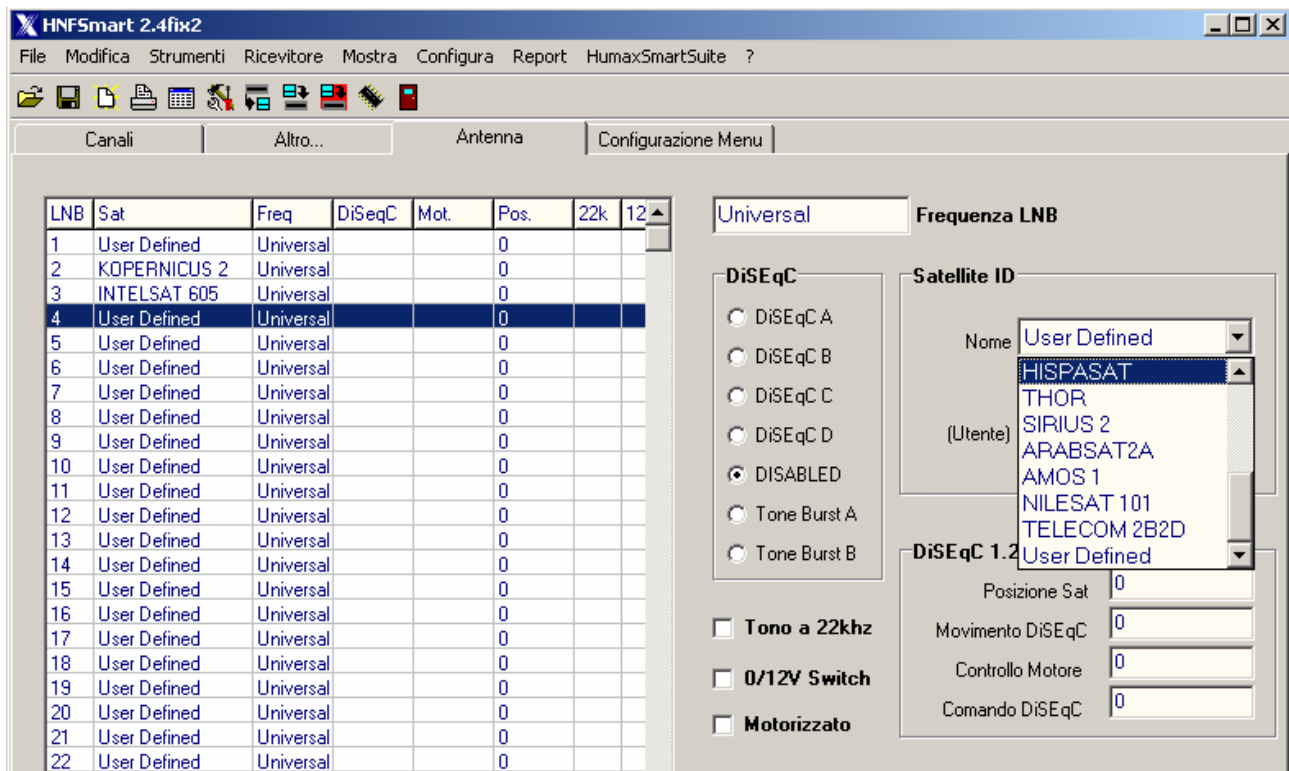 HNFSmart 2.4fix2
File Modifica Strumenti Ricevitore Mostra Configura Report HumaxSmartSuite ?
Canali Altro... Antenna Configurazione Menu
LNB Sat Freq DiSeqC Mot. Pos. 22k 12
1 User Defined Universal 0
2 KOPERNICUS 2 Universal 0
3 INTELSAT 605 Universal 0
4 User Defined Universal 0
5 User Defined Universal 0
6 User Defined Universal 0
7 User Defined Universal 0
8 User Defined Universal 0
9 User Defined Universal 0
10 User Defined Universal 0
11 User Defined Universal 0
12 User Defined Universal 0
13 User Defined Universal 0
14 User Defined Universal 0
15 User Defined Universal 0
16 User Defined Universal 0
17 User Defined Universal 0
18 User Defined Universal 0
19 User Defined Universal 0
20 User Defined Universal 0
21 User Defined Universal 0
22 User Defined Universal 0
Universal Frequenza LNB
DiSEqC
DiSEqC A
DiSEqC B
DiSEqC C
DiSEqC D
DISABLED
Tone Burst A
Tone Burst B
Tono a 22khz
0/12V Switch
Motorizzato
Satellite ID
Nome User Defined
HISPASAT
THOR
SIRIUS 2
(Utente)
ARABSAT2A
AMOS 1
NILESAT 101
TELECOM 2B2D
User Defined
DiSEqC 1.2
Posizione Sat 0
Movimento DiSEqC 0
Controllo Motore 0
Comando DiSEqC 0